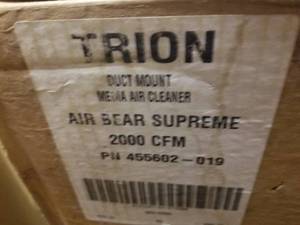 TRION
DUCT MOUNT
MEDIA AIR CLEANER
AIR BEAR SUPREME
2000 CFM
PN 455602-019